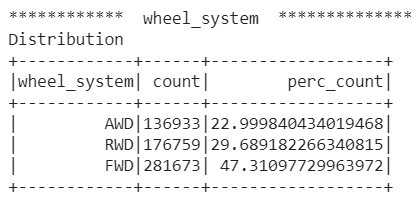 ************  wheel_system  **************
Distribution
+------------+------+------------------+
|wheel_system| count|        perc_count|
+------------+------+------------------+
|         AWD|136933|22.999840434019468|
|         RWD|176759|29.689182266340815|
|         FWD|281673| 47.31097729963972|
+------------+------+------------------+